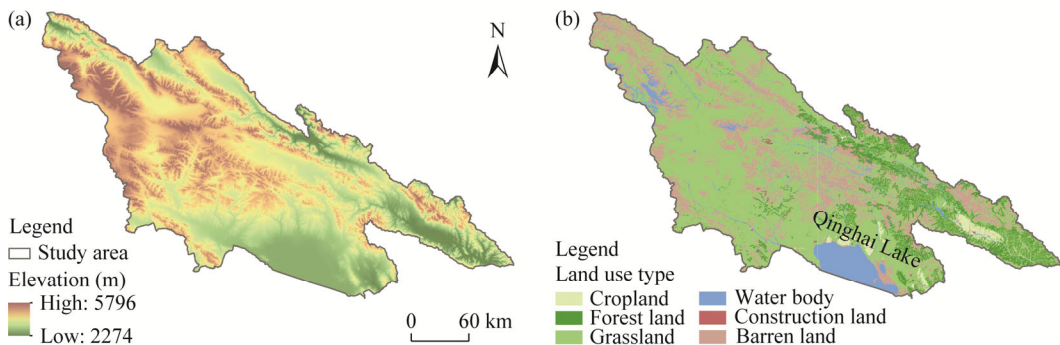 (a)
N
Legend
Study area
Elevation (m)
High: 5796
Low: 2274
0 60 km
(b)
Qinghai Lake
Legend
Land use type
Cropland
Forest land
Grassland
Water body
Construction land
Barren land